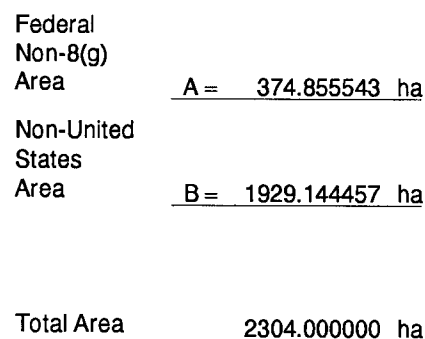 Federal
Non-8(g)
Area A = 374.855543 ha
Non-United
States
Area B = 1929.144457 ha
Total Area 2304.000000 ha